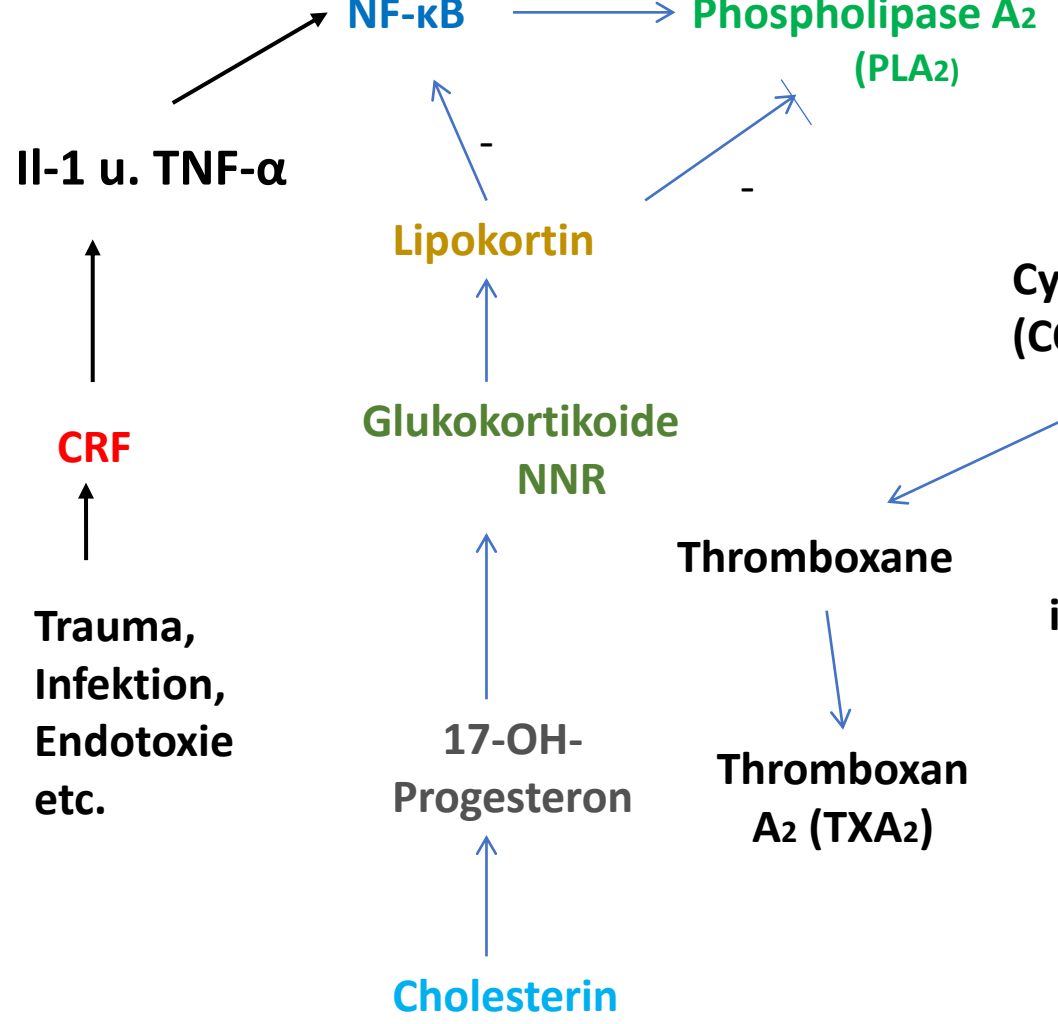 NF-κB
Phospholipase A2
(PLA2)
Il-1 u. TNF-α
-
-
Lipokortin
Glukokortikoide
NNR
CRF
Thromboxane
Trauma,
Infektion,
Endotoxie
etc.
17-OH-
Progesteron
Thromboxan
A2 (TXA2)
Cholesterin